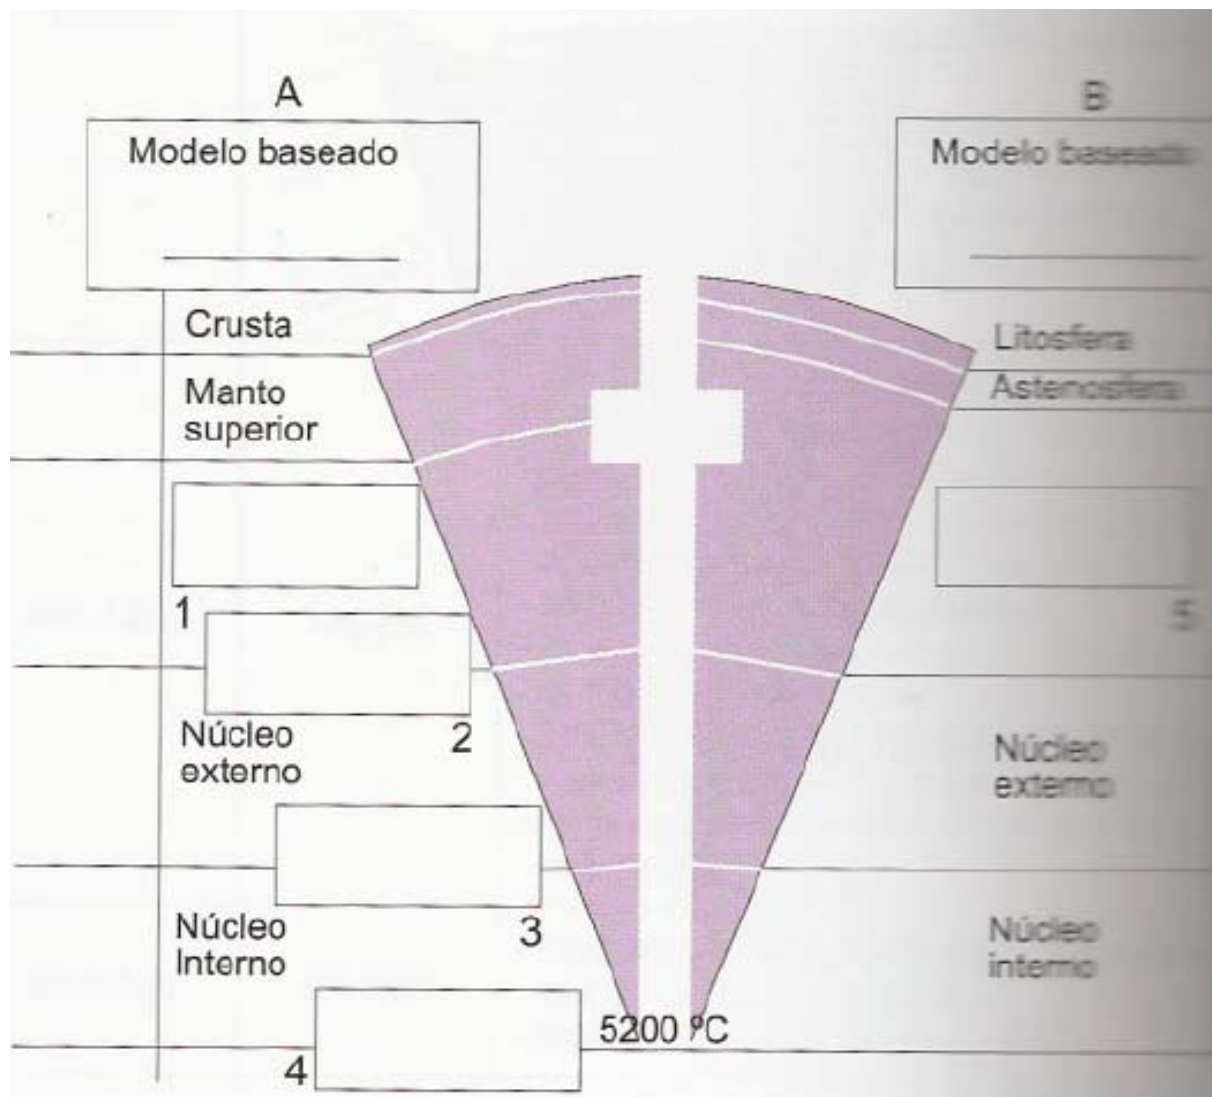 A
B
Modelo baseado
Modelo baseado
Crusta
Litosfera
Manto
superior
Astenosfera
1
5
2
Núcleo
externo
Núcleo
externo
3
Núcleo
Interno
Núcleo
interno
5200 ºC
4